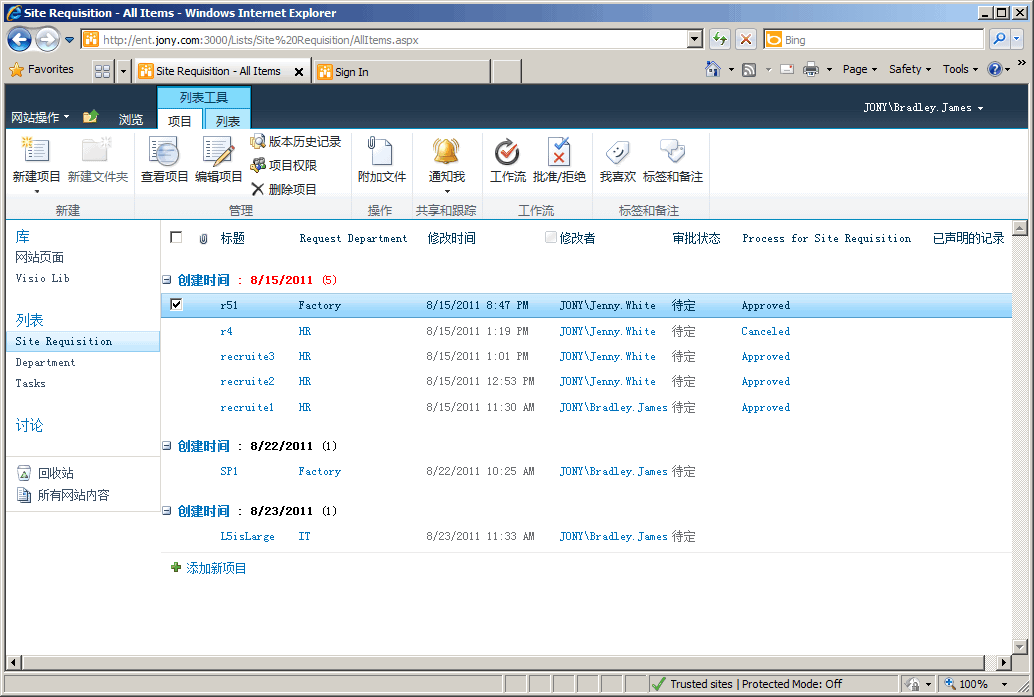 Site Requisition - All Items - Windows Internet Explorer
http://ent.jony.com:3000/Lists/Site%20Requisition/AllItems.aspx
Bing
Favorites
Site Requisition - All Items
Sign In
Page Safety Tools
网站操作 浏览
列表工具
项目 列表
JONY\Bradley.James
新建项目 新建文件夹
查看项目 编辑项目
版本历史记录
项目权限
删除项目
附加文件
通知我
工作流 批准/拒绝
我喜欢 标签和备注
新建 管理 操作 共享和跟踪 工作流 标签和备注
库
网站页面
Visio Lib
列表
Site Requisition
Department
Tasks
讨论
回收站
所有网站内容
标题 Request Department 修改时间 修改者 审批状态 Process for Site Requisition 已声明的记录
创建时间 : 8/15/2011 (5)
r51 Factory 8/15/2011 8:47 PM JONY\Jenny.White 待定 Approved
r4 HR 8/15/2011 1:19 PM JONY\Jenny.White 待定 Canceled
recruite3 HR 8/15/2011 1:01 PM JONY\Jenny.White 待定 Approved
recruite2 HR 8/15/2011 12:53 PM JONY\Jenny.White 待定 Approved
recruite1 HR 8/15/2011 11:30 AM JONY\Bradley.James 待定 Approved
创建时间 : 8/22/2011 (1)
SP1 Factory 8/22/2011 10:25 AM JONY\Bradley.James 待定
创建时间 : 8/23/2011 (1)
L5isLarge IT 8/23/2011 11:33 AM JONY\Bradley.James 待定
添加新项目
Trusted sites | Protected Mode: Off
100%